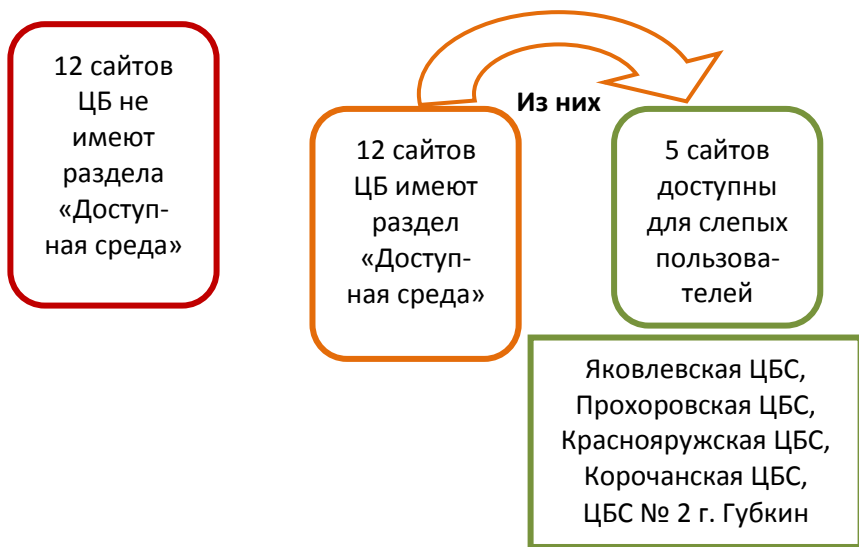 12 сайтов
ЦБ не
имеют
раздела
«Доступ-
ная среда»
Из них
12 сайтов
ЦБ имеют
раздел
«Доступ-
ная среда»
5 сайтов
доступны
для слепых
пользова-
телей
Яковлевская ЦБС,
Прохоровская ЦБС,
Краснояружская ЦБС,
Корочанская ЦБС,
ЦБС № 2 г. Губкин